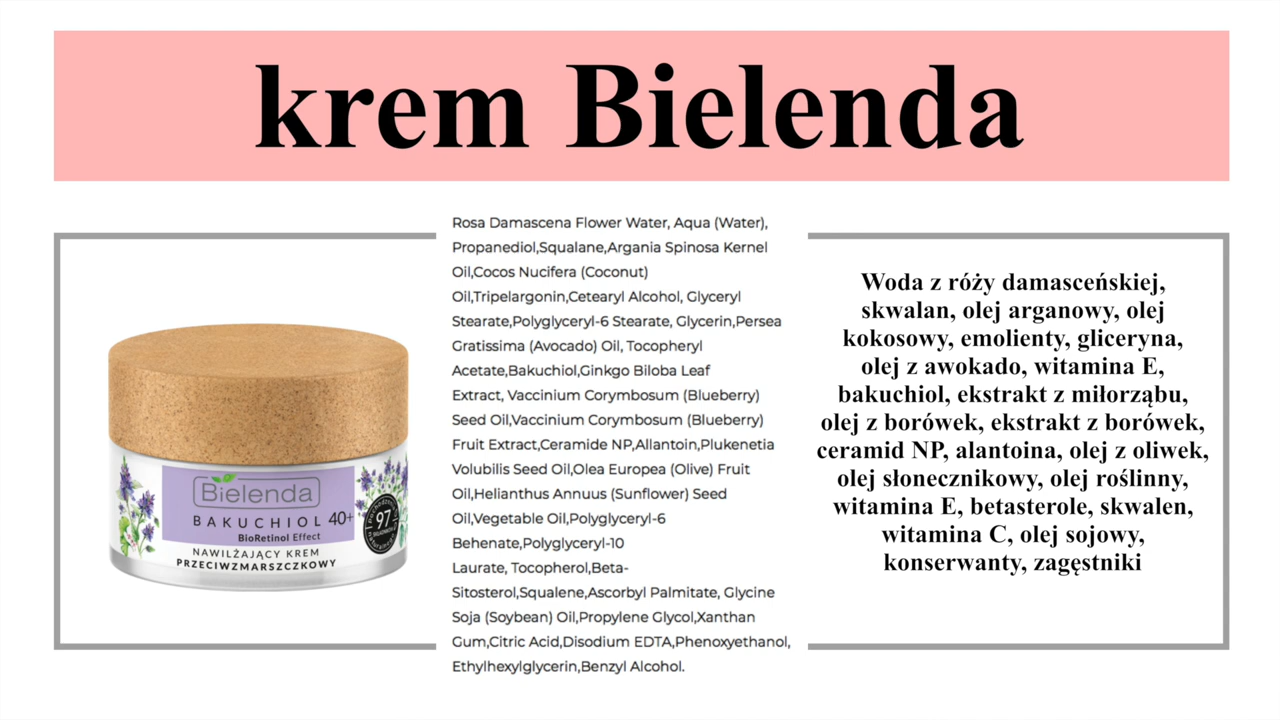 krem Bielenda
Bielenda
BAKUCHIOL 40+
BioRetinol Effect
NAWILŻAJĄCY KREM
PRZECIWZMARSZCZKOWY
97
Rosa Damascena Flower Water, Aqua (Water),
Propanediol,Squalane,Argania Spinosa Kernel
Oil,Cocos Nucifera (Coconut)
Oil,Tripelargonin,Cetearyl Alcohol, Glyceryl
Stearate,Polyglyceryl-6 Stearate, Glycerin,Persea
Gratissima (Avocado) Oil, Tocopheryl
Acetate,Bakuchiol,Ginkgo Biloba Leaf
Extract, Vaccinium Corymbosum (Blueberry)
Seed Oil,Vaccinium Corymbosum (Blueberry)
Fruit Extract,Ceramide NP,Allantoin,Plukenetia
Volubilis Seed Oil,Olea Europea (Olive) Fruit
Oil,Helianthus Annuus (Sunflower) Seed
Oil,Vegetable Oil,Polyglyceryl-6
Behenate,Polyglyceryl-10
Laurate, Tocopherol,Beta-
Sitosterol,Squalene,Ascorbyl Palmitate, Glycine
Soja (Soybean) Oil,Propylene Glycol,Xanthan
Gum,Citric Acid,Disodium EDTA,Phenoxyethanol,
Ethylhexylglycerin,Benzyl Alcohol.
Woda z róży damasceńskiej,
skwalan, olej arganowy, olej
kokosowy, emolienty, gliceryna,
olej z awokado, witamina E,
bakuchiol, ekstrakt z miłorząbu,
olej z borówek, ekstrakt z borówek,
ceramid NP, alantoina, olej z oliwek,
olej słonecznikowy, olej roślinny,
witamina E, betasterole, skwalen,
witamina C, olej sojowy,
konserwanty, zagęstniki